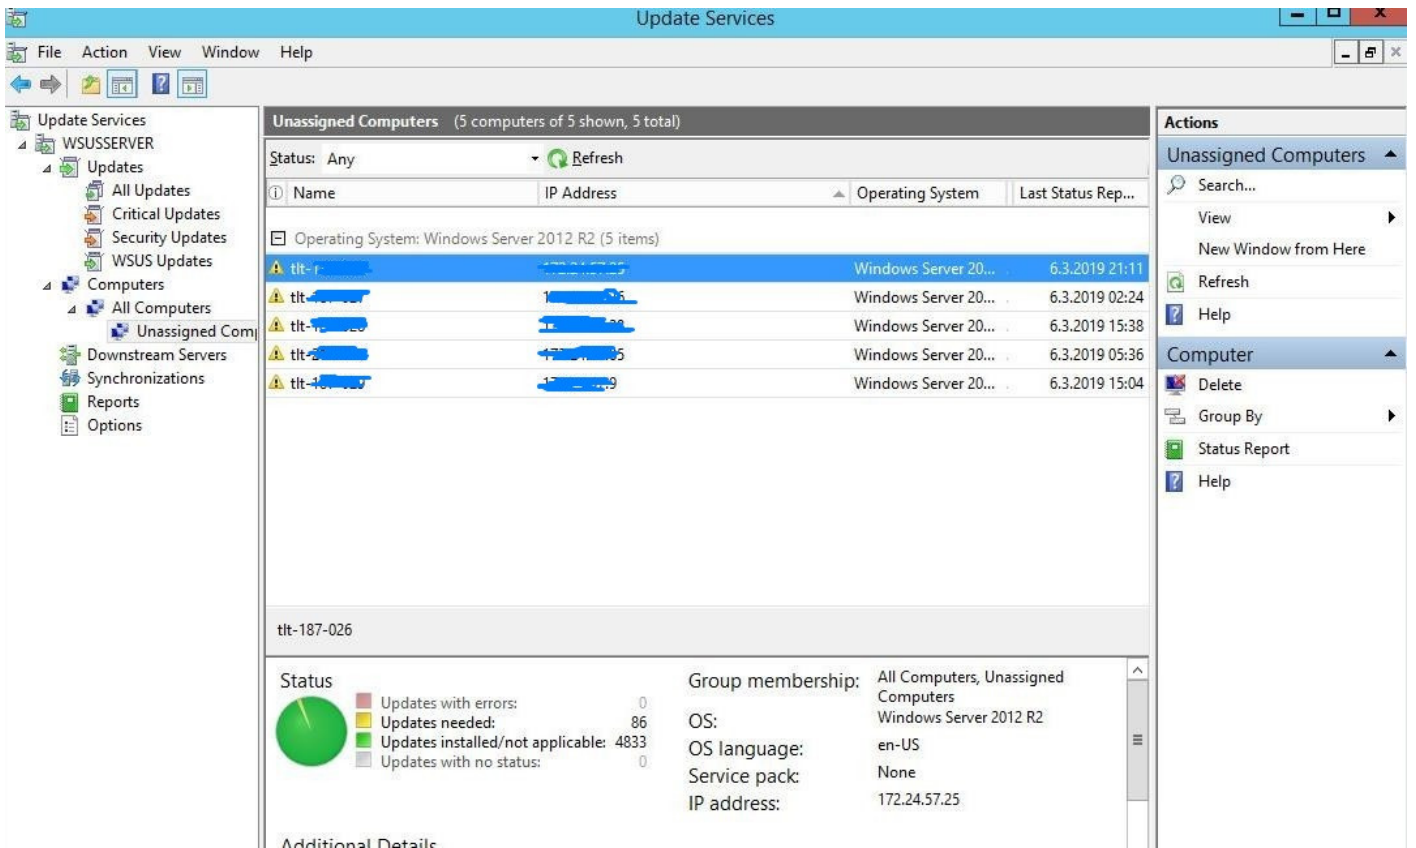 Update Services
File Action View Window Help
Update Services
WSUSSERVER
Updates
All Updates
Critical Updates
Security Updates
WSUS Updates
Computers
All Computers
Unassigned Comp
Downstream Servers
Synchronizations
Reports
Options
Unassigned Computers (5 computers of 5 shown, 5 total)
Status: Any Refresh
Name IP Address Operating System Last Status Rep...
Operating System: Windows Server 2012 R2 (5 items)
tlt- Windows Server 20... 6.3.2019 21:11
tlt- Windows Server 20... 6.3.2019 02:24
tlt- Windows Server 20... 6.3.2019 15:38
tlt- Windows Server 20... 6.3.2019 05:36
tlt- Windows Server 20... 6.3.2019 15:04
tlt-187-026
Status
Updates with errors: 0
Updates needed: 86
Updates installed/not applicable: 4833
Updates with no status: 0
Group membership: All Computers, Unassigned
Computers
OS: Windows Server 2012 R2
OS language: en-US
Service pack: None
IP address: 172.24.57.25
Additional Details
Actions
Unassigned Computers
Search...
View
New Window from Here
Refresh
Help
Computer
Delete
Group By
Status Report
Help